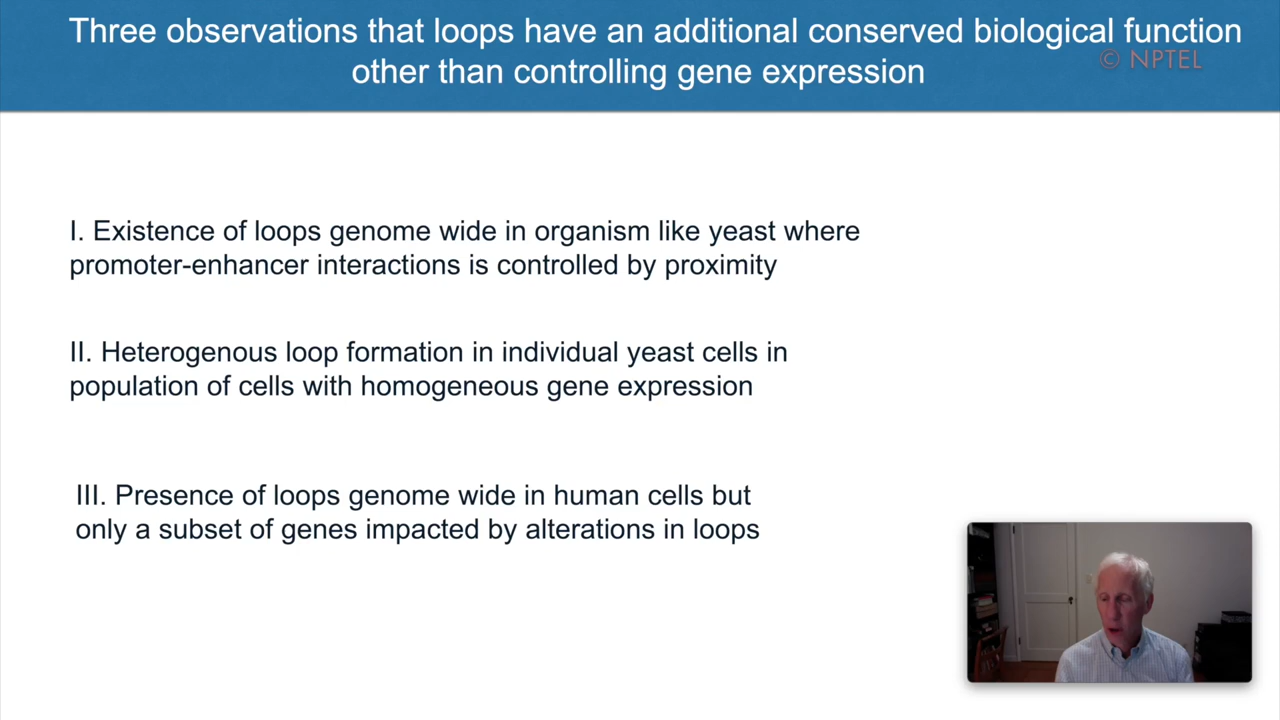 Three observations that loops have an additional conserved biological function
other than controlling gene expression
© NPTEL
I. Existence of loops genome wide in organism like yeast where
promoter-enhancer interactions is controlled by proximity
II. Heterogenous loop formation in individual yeast cells in
population of cells with homogeneous gene expression
III. Presence of loops genome wide in human cells but
only a subset of genes impacted by alterations in loops